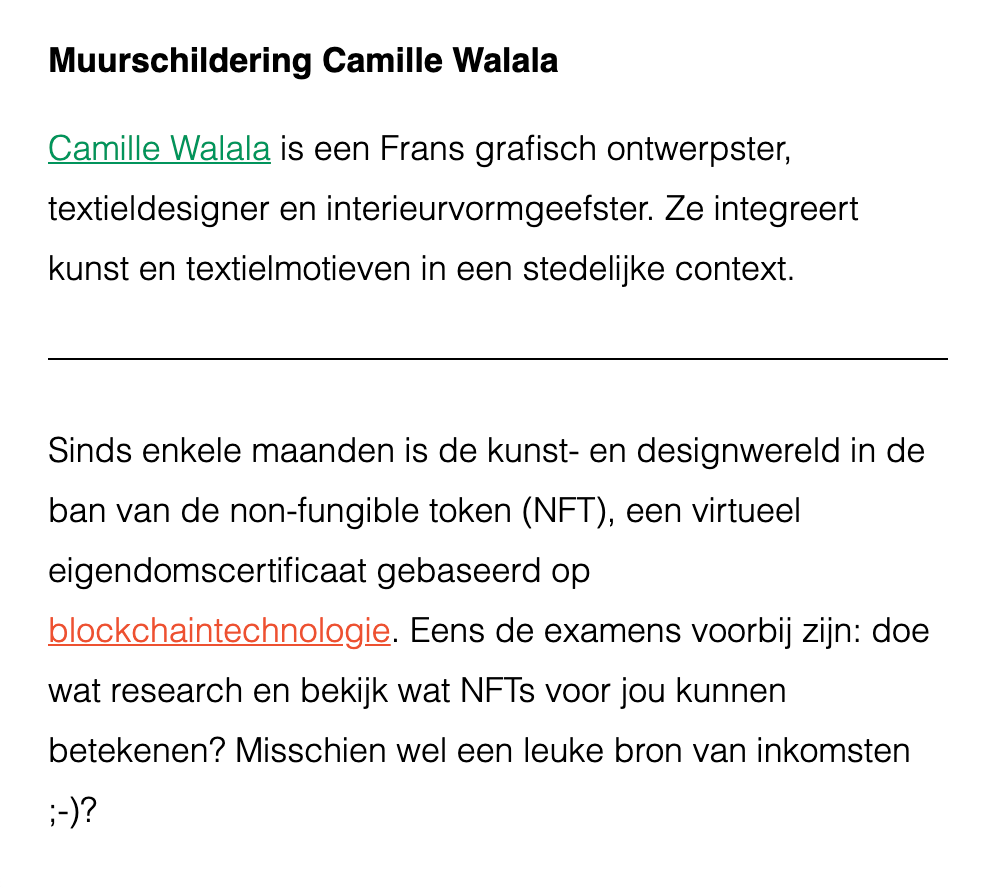 Muurschildering Camille Walala
Camille Walala is een Frans grafisch ontwerpster,
textieldesigner en interieurvormgeefster. Ze integreert
kunst en textielmotieven in een stedelijke context.
Sinds enkele maanden is de kunst- en designwereld in de
ban van de non-fungible token (NFT), een virtueel
eigendomscertificaat gebaseerd op
blockchaintechnologie. Eens de examens voorbij zijn: doe
wat research en bekijk wat NFTs voor jou kunnen
betekenen? Misschien wel een leuke bron van inkomsten
;-)?